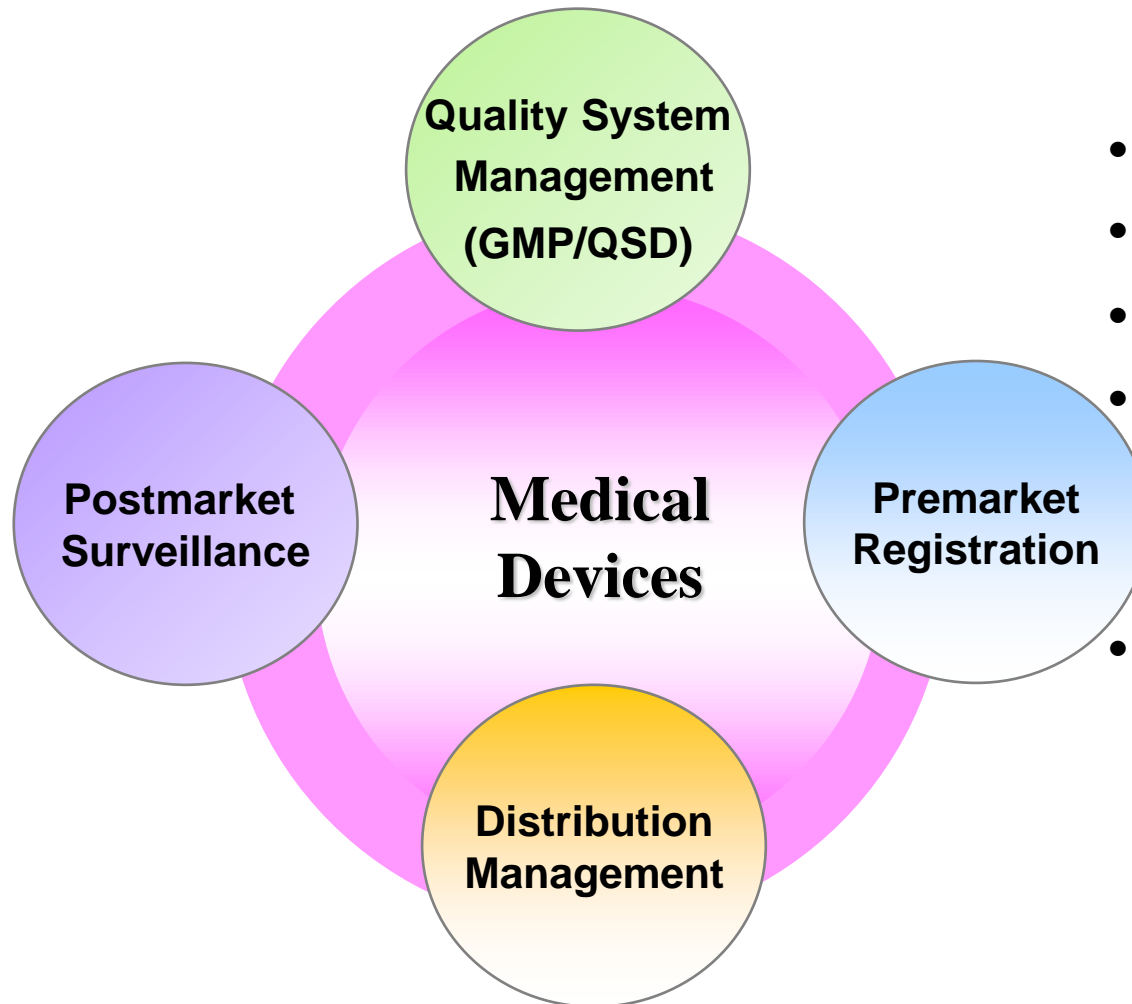 Quality System
Management
(GMP/QSD)
•
•
•
•
Postmarket
Surveillance
Medical
Devices
Premarket
Registration
•
Distribution
Management